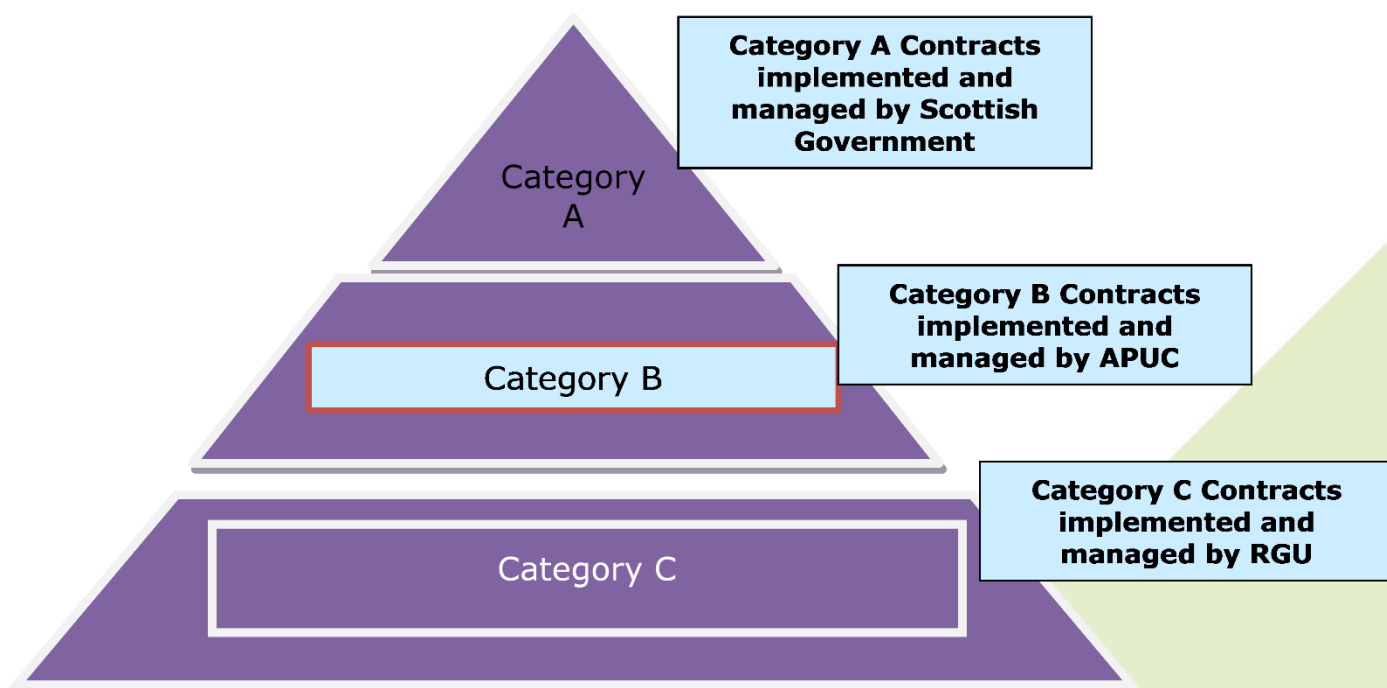 Category A Contracts
implemented and
managed by Scottish
Government
Category
A
Category B Contracts
implemented and
managed by APUC
Category B
Category C Contracts
implemented and
managed by RGU
Category C